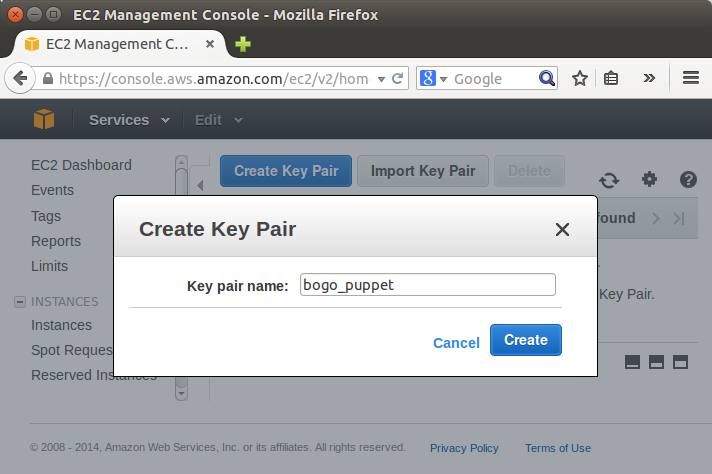 EC2 Management Console - Mozilla Firefox
EC2 Management C...
https://console.aws.amazon.com/ec2/v2/hom
Google
Services Edit
EC2 Dashboard
Events
Tags
Reports
Limits
INSTANCES
Instances
Spot Reque
Reserved Instances
Create Key Pair Import Key Pair Delete
found
Create Key Pair
Key pair name: bogo_puppet
Key Pair.
Cancel Create
© 2008 - 2014, Amazon Web Services, Inc. or its affiliates. All rights reserved. Privacy Policy Terms of Use